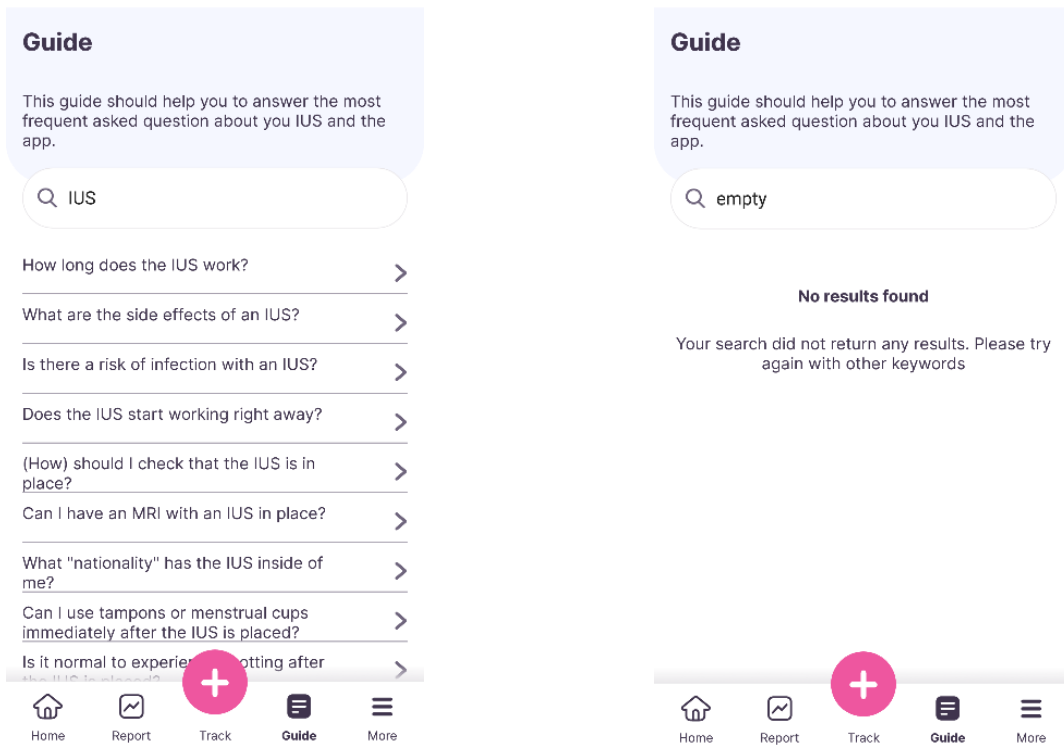 Guide
This guide should help you to answer the most
frequent asked question about you IUS and the
app.
IUS
How long does the IUS work?
What are the side effects of an IUS?
Is there a risk of infection with an IUS?
Does the IUS start working right away?
(How) should I check that the IUS is in
place?
Can I have an MRI with an IUS in place?
What "nationality" has the IUS inside of
me?
Can I use tampons or menstrual cups
immediately after the IUS is placed?
Is it normal to otting after
the IUS is placed?
Home Report Track Guide More
Guide
This guide should help you to answer the most
frequent asked question about you IUS and the
app.
empty
No results found
Your search did not return any results. Please try
again with other keywords
Home Report Track Guide More